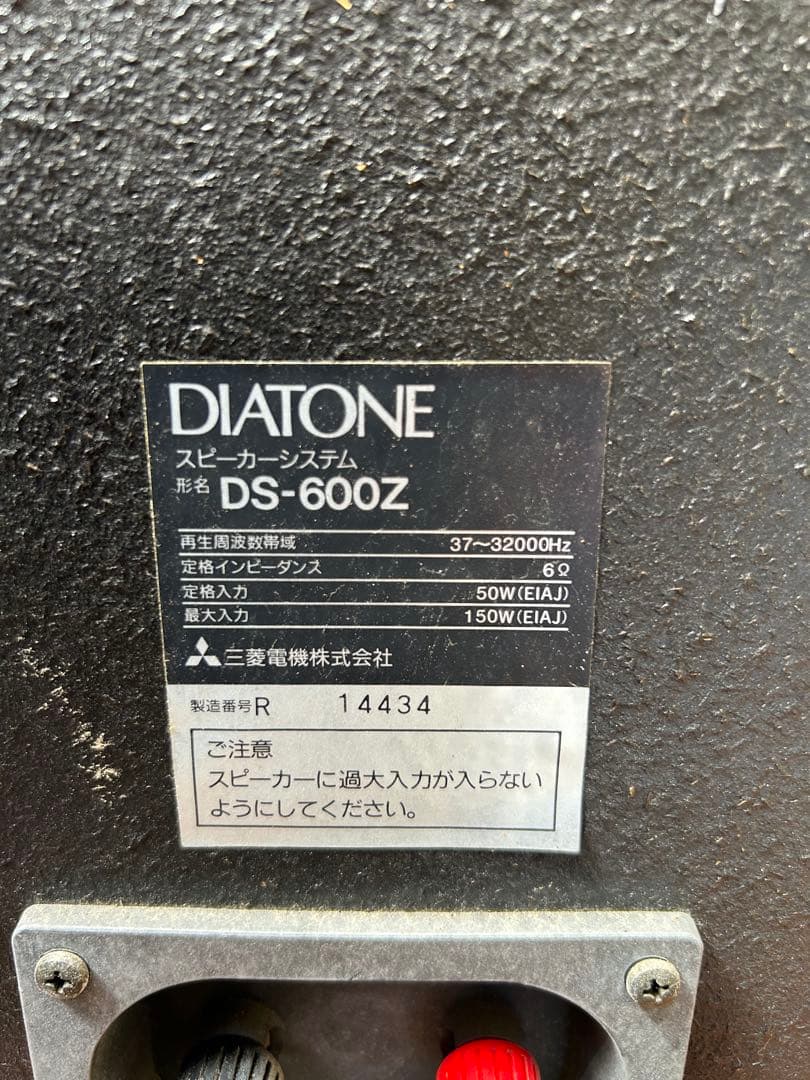 DIATONE
スピーカーシステム
形名 DS-600Z
再生周波数帯域 37〜32000Hz
定格インピーダンス 6Ω
定格入力 50W(EIAJ)
最大入力 150W(EIAJ)
三菱電機株式会社
製造番号R 14434
ご注意
スピーカーに過大入力が入らない
ようにしてください。